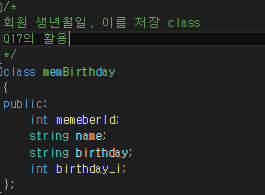 /*
회원 생년월일, 이름 저장 class
Q17의 활용
*/
class memBirthday
{
public:
int memeberId;
string name;
string birthday;
int birthday_i;
};